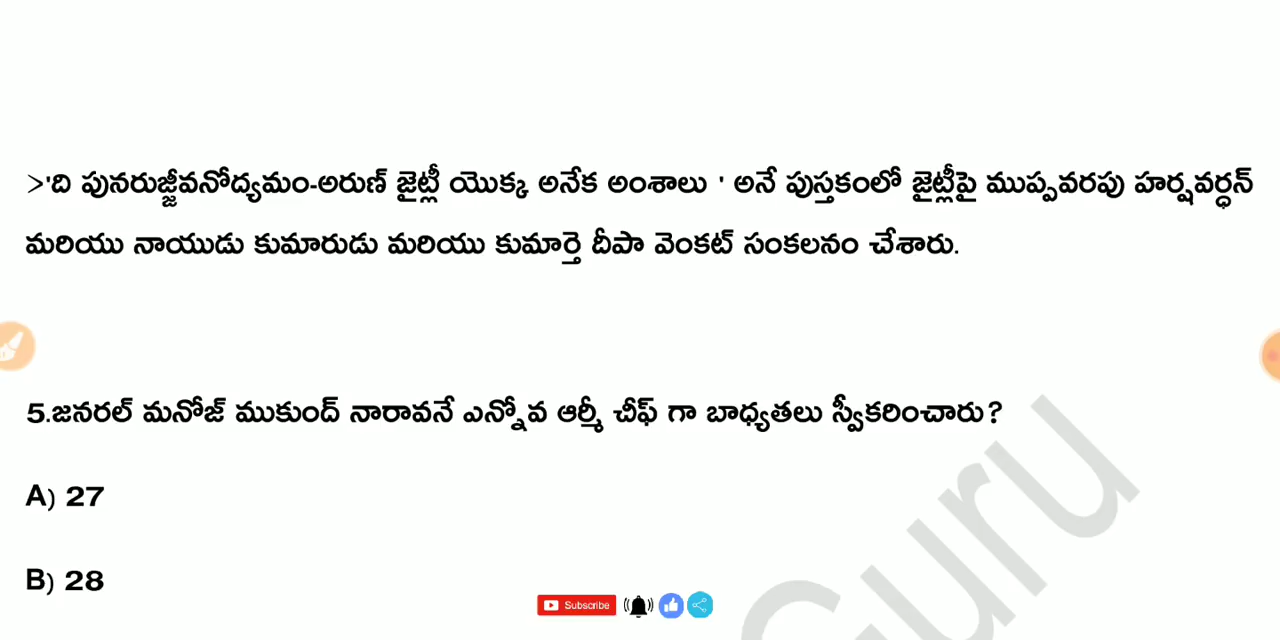 >'ది పునరుజ్జీవనోద్యమం-అరుణ్ జైట్లీ యొక్క అనేక అంశాలు ' అనే పుస్తకంలో జైట్లీపై ముప్పవరపు హర్షవర్ధన్
మరియు నాయుడు కుమారుడు మరియు కుమార్తె దీపా వెంకట్ సంకలనం చేశారు.
5.జనరల్ మనోజ్ ముకుంద్ నారావనే ఎన్నోవ ఆర్మీ చీఫ్ గా బాధ్యతలు స్వీకరించారు?
A) 27
B) 28
Subscribe
Guru